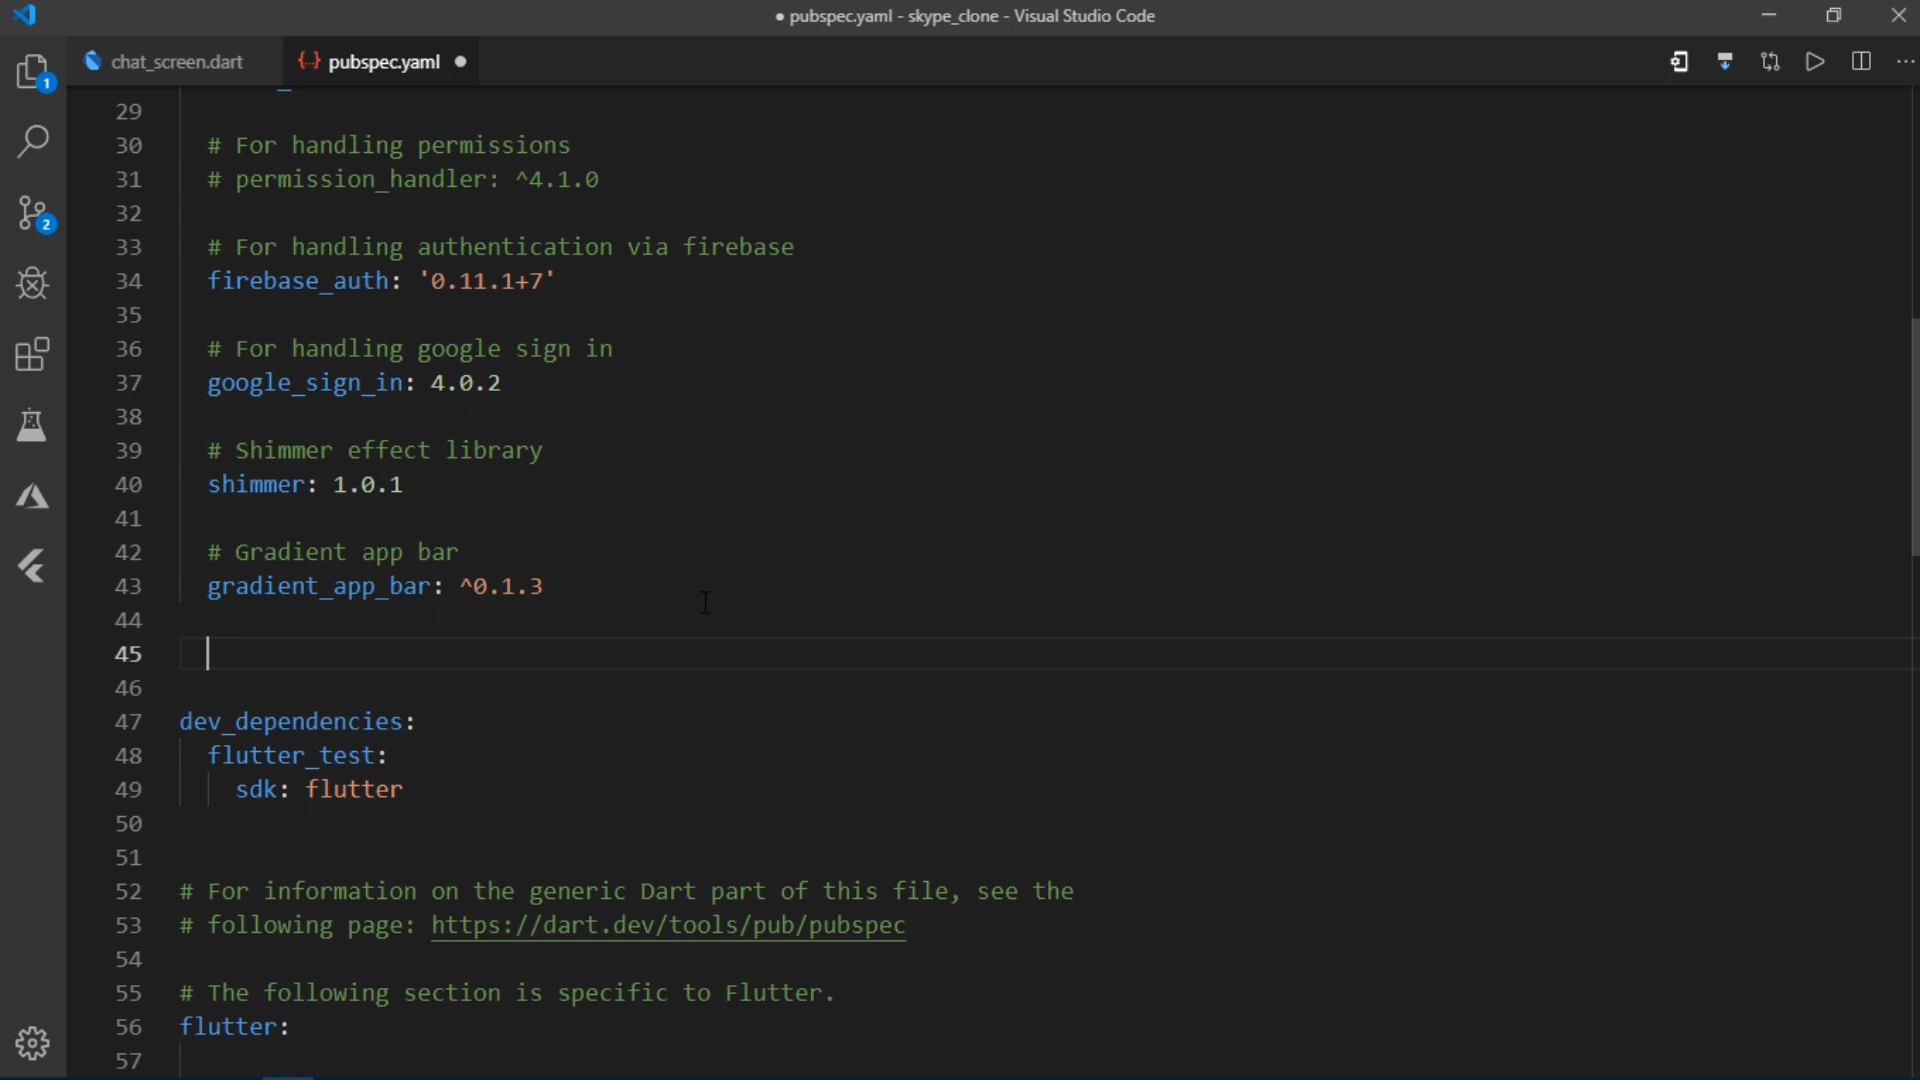 ● pubspec.yaml - skype_clone - Visual Studio Code
chat_screen.dart
{..} pubspec.yaml ●
1
2
29
30 # For handling permissions
31 # permission_handler: ^4.1.0
32
33 # For handling authentication via firebase
34 firebase_auth: '0.11.1+7'
35
36 # For handling google sign in
37 google_sign_in: 4.0.2
38
39 # Shimmer effect library
40 shimmer: 1.0.1
41
42 # Gradient app bar
43 gradient_app_bar: ^0.1.3
44
45
46
47 dev_dependencies:
48 flutter_test:
49 sdk: flutter
50
51
52 # For information on the generic Dart part of this file, see the
53 # following page: https://dart.dev/tools/pub/pubspec
54
55 # The following section is specific to Flutter.
56 flutter:
57